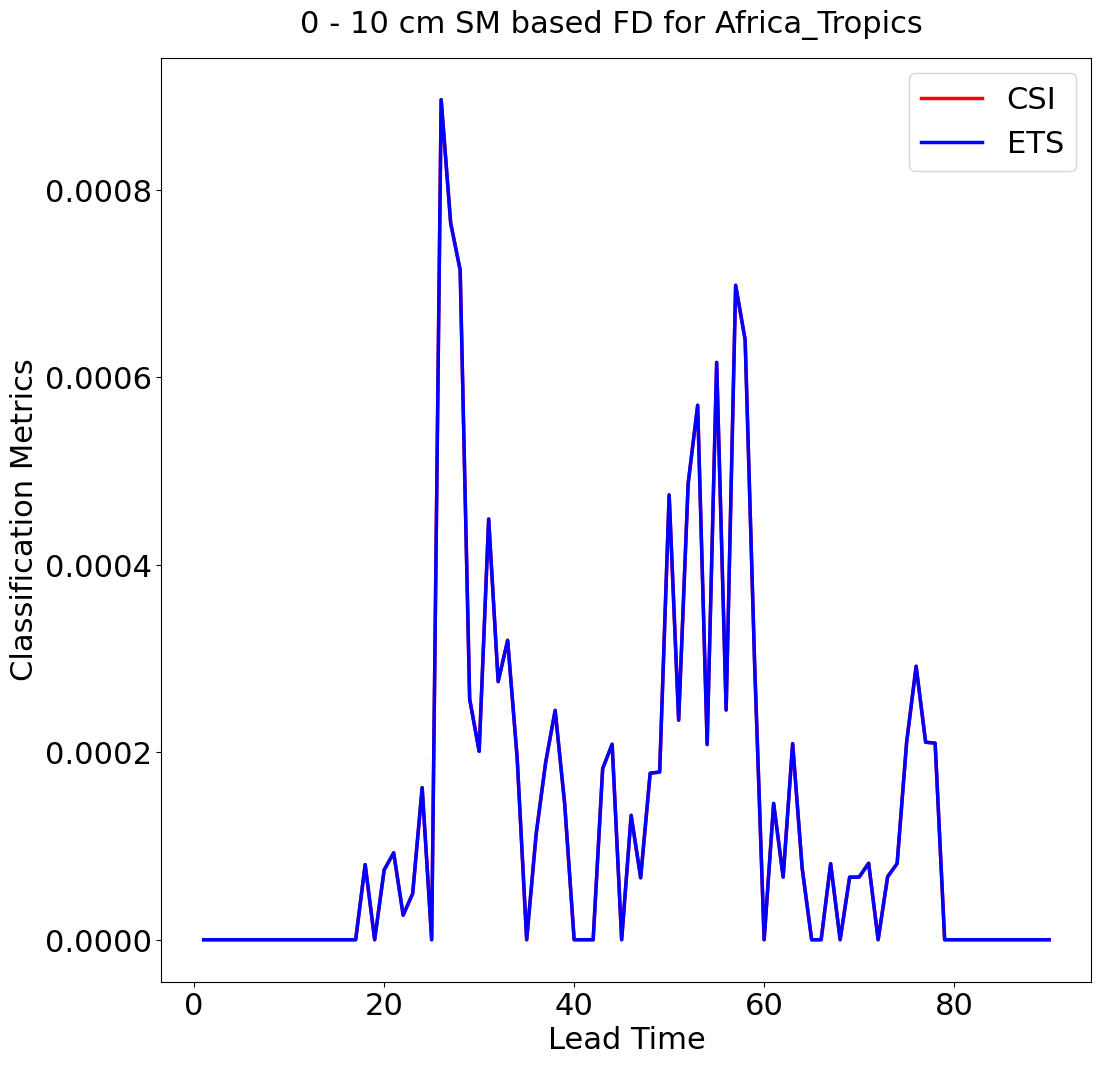 0 - 10 cm SM based FD for Africa_Tropics
CSI
ETS
Classification Metrics
0.0008
0.0006
0.0004
0.0002
0.0000
0 20 40 60 80
Lead Time